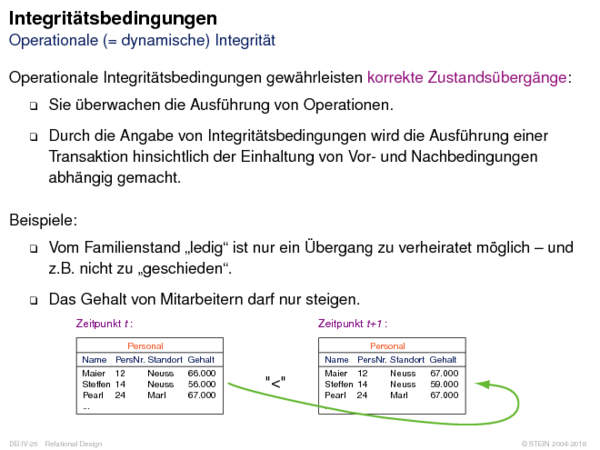 Integritätsbedingungen
Operationale (= dynamische) Integrität
Operationale Integritätsbedingungen gewährleisten korrekte Zustandsübergänge:
❑ Sie überwachen die Ausführung von Operationen.
❑ Durch die Angabe von Integritätsbedingungen wird die Ausführung einer
Transaktion hinsichtlich der Einhaltung von Vor- und Nachbedingungen
abhängig gemacht.
Beispiele:
❑ Vom Familienstand „ledig“ ist nur ein Übergang zu verheiratet möglich – und
z.B. nicht zu „geschieden“.
❑ Das Gehalt von Mitarbeitern darf nur steigen.
Zeitpunkt t :
Personal
Name PersNr. Standort Gehalt
Maier 12 Neuss 66.000
Steffen 14 Neuss 56.000
Pearl 24 Marl 67.000
...
"<"
Zeitpunkt t+1 :
Personal
Name PersNr. Standort Gehalt
Maier 12 Neuss 67.000
Steffen 14 Neuss 59.000
Pearl 24 Marl 67.000
...
DB:IV-25 Relational Design
© STEIN 2004-2018